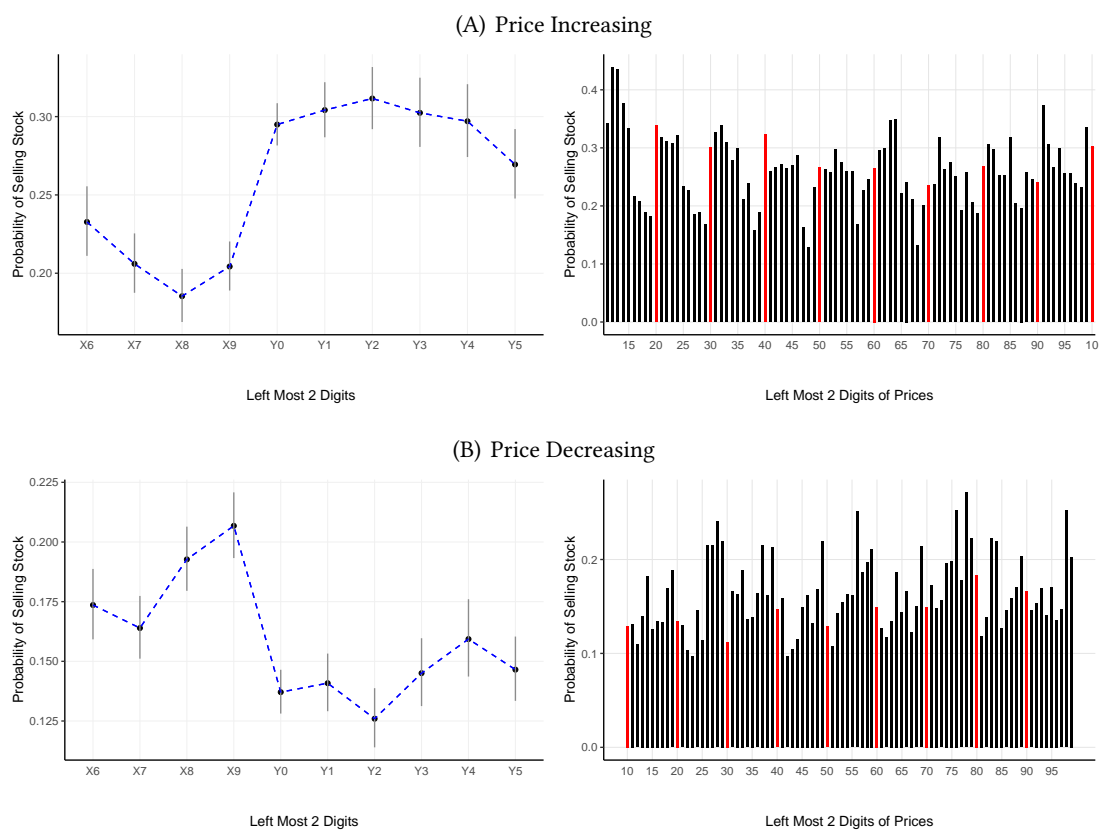 (A) Price Increasing
Probability of Selling Stock
0.30
0.25
0.20
X6 X7 X8 X9 Y0 Y1 Y2 Y3 Y4 Y5
Left Most 2 Digits
Probability of Selling Stock
0.4
0.3
0.2
0.1
0.0
15 20 25 30 35 40 45 50 55 60 65 70 75 80 85 90 95 10
Left Most 2 Digits of Prices
(B) Price Decreasing
Probability of Selling Stock
0.225
0.200
0.175
0.150
0.125
X6 X7 X8 X9 Y0 Y1 Y2 Y3 Y4 Y5
Left Most 2 Digits
Probability of Selling Stock
0.2
0.1
0.0
10 15 20 25 30 35 40 45 50 55 60 65 70 75 80 85 90 95
Left Most 2 Digits of Prices